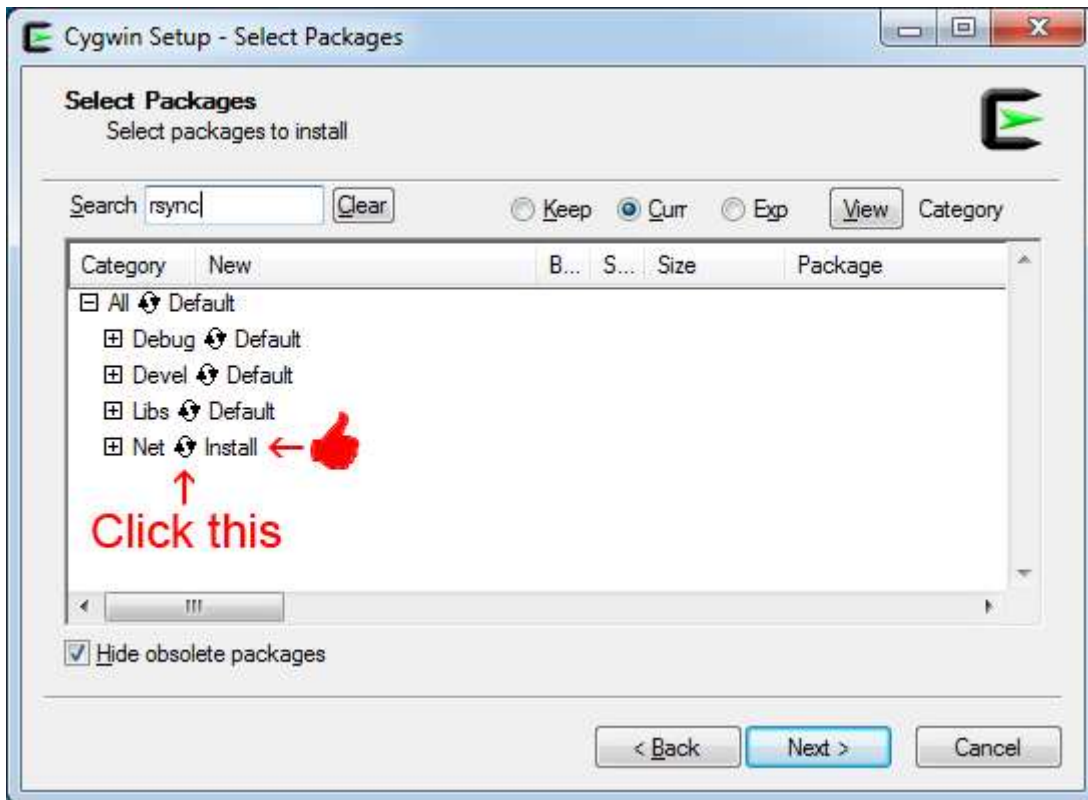 Cygwin Setup - Select Packages
Select Packages
Select packages to install
Search rsync Clear Keep Curr Exp View Category
Category New B... S... Size Package
All Default
Debug Default
Devel Default
Libs Default
Net Install
Click this
Hide obsolete packages
< Back Next > Cancel